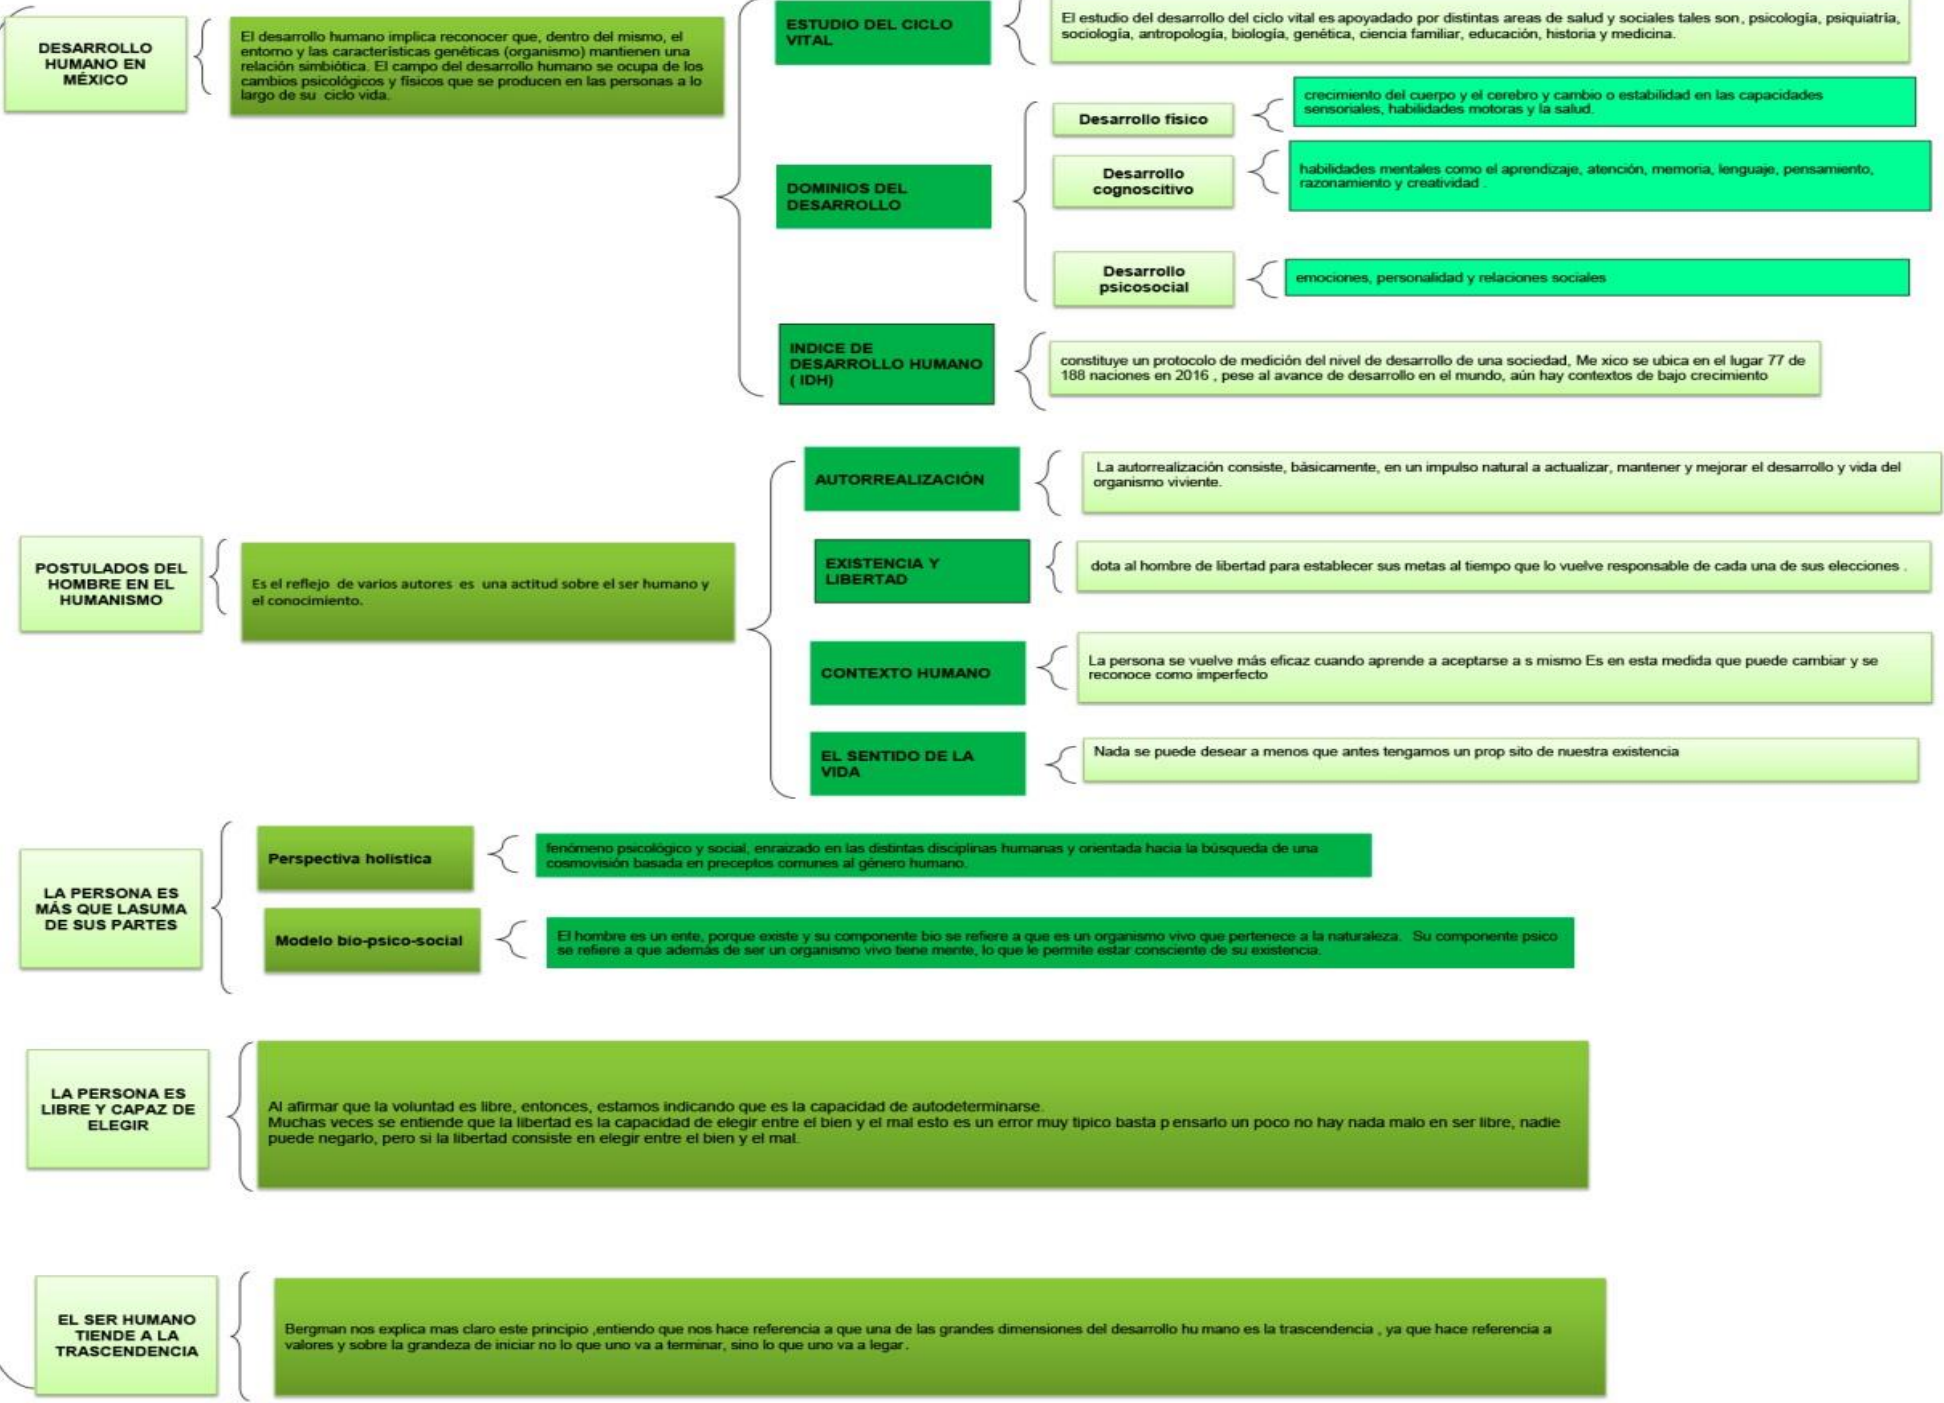 DESARROLLO
HUMANO EN
MÉXICO
El desarrollo humano implica reconocer que, dentro del mismo, el
entorno y las características genéticas (organismo) mantienen una
relación simbiótica. El campo del desarrollo humano se ocupa de los
cambios psicológicos y físicos que se producen en las personas a lo
largo de su ciclo vida.
ESTUDIO DEL CICLO
VITAL
El estudio del desarrollo del ciclo vital es apoyadado por distintas areas de salud y sociales tales son, psicología, psiquiatría,
sociología, antropología, biología, genética, ciencia familiar, educación, historia y medicina.
DOMINIOS DEL
DESARROLLO
Desarrollo físico
crecimiento del cuerpo y el cerebro y cambio o estabilidad en las capacidades
sensoriales, habilidades motoras y la salud.
Desarrollo
cognoscitivo
habilidades mentales como el aprendizaje, atención, memoria, lenguaje, pensamiento,
razonamiento y creatividad .
Desarrollo
psicosocial
emociones, personalidad y relaciones sociales
INDICE DE
DESARROLLO HUMANO
( IDH)
constituye un protocolo de medición del nivel de desarrollo de una sociedad, Me xico se ubica en el lugar 77 de
188 naciones en 2016 , pese al avance de desarrollo en el mundo, aún hay contextos de bajo crecimiento
POSTULADOS DEL
HOMBRE EN EL
HUMANISMO
Es el reflejo de varios autores es una actitud sobre el ser humano y
el conocimiento.
AUTORREALIZACIÓN
La autorrealización consiste, básicamente, en un impulso natural a actualizar, mantener y mejorar el desarrollo y vida del
organismo viviente.
EXISTENCIA Y
LIBERTAD
dota al hombre de libertad para establecer sus metas al tiempo que lo vuelve responsable de cada una de sus elecciones .
CONTEXTO HUMANO
La persona se vuelve más eficaz cuando aprende a aceptarse a s mismo Es en esta medida que puede cambiar y se
reconoce como imperfecto
EL SENTIDO DE LA
VIDA
Nada se puede desear a menos que antes tengamos un prop sito de nuestra existencia
LA PERSONA ES
MÁS QUE LASUMA
DE SUS PARTES
Perspectiva holística
fenómeno psicológico y social, enraizado en las distintas disciplinas humanas y orientada hacia la búsqueda de una
cosmovisión basada en preceptos comunes al género humano.
Modelo bio-psico-social
El hombre es un ente, porque existe y su componente bio se refiere a que es un organismo vivo que pertenece a la naturaleza. Su componente psico
se refiere a que además de ser un organismo vivo tiene mente, lo que le permite estar consciente de su existencia.
LA PERSONA ES
LIBRE Y CAPAZ DE
ELEGIR
Al afirmar que la voluntad es libre, entonces, estamos indicando que es la capacidad de autodeterminarse.
Muchas veces se entiende que la libertad es la capacidad de elegir entre el bien y el mal esto es un error muy tipico basta p ensarlo un poco no hay nada malo en ser libre, nadie
puede negarlo, pero si la libertad consiste en elegir entre el bien y el mal.
EL SER HUMANO
TIENDE A LA
TRASCENDENCIA
Bergman nos explica mas claro este principio ,entiendo que nos hace referencia a que una de las grandes dimensiones del desarrollo hu mano es la trascendencia , ya que hace referencia a
valores y sobre la grandeza de iniciar no lo que uno va a terminar, sino lo que uno va a legar.